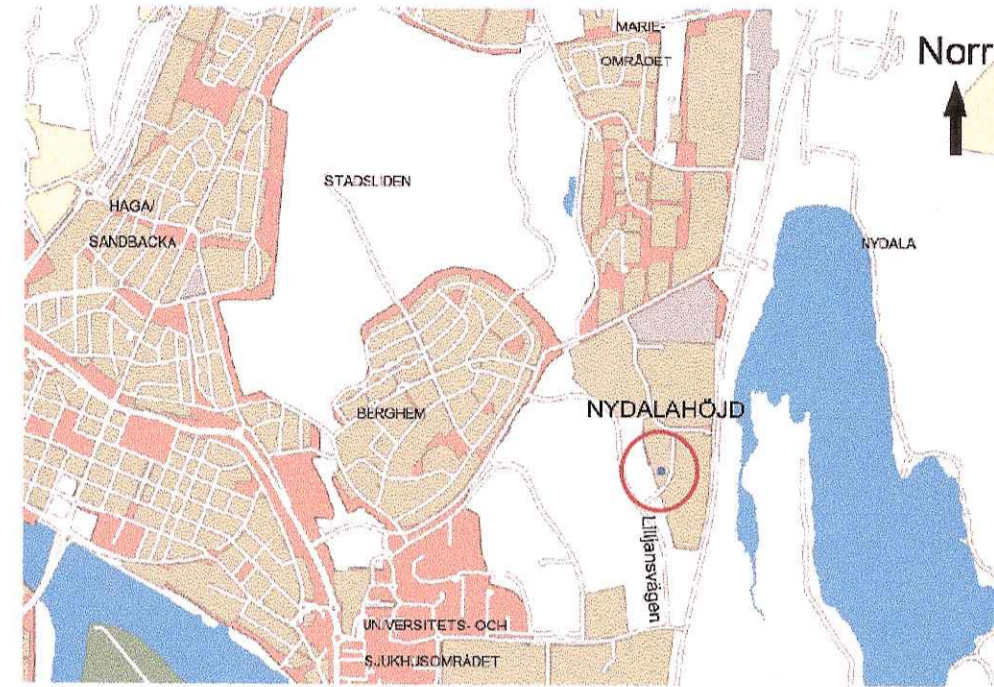 MARIE-
OMRÅDET
Norr
STADSLIDEN
HAGA/
SANDBACKA
NYDALA
BERGHEM
NYDALAHÖJD
Liljansvägen
UNIVERSITETS- OCH
SJUKHUSOMRÅDET